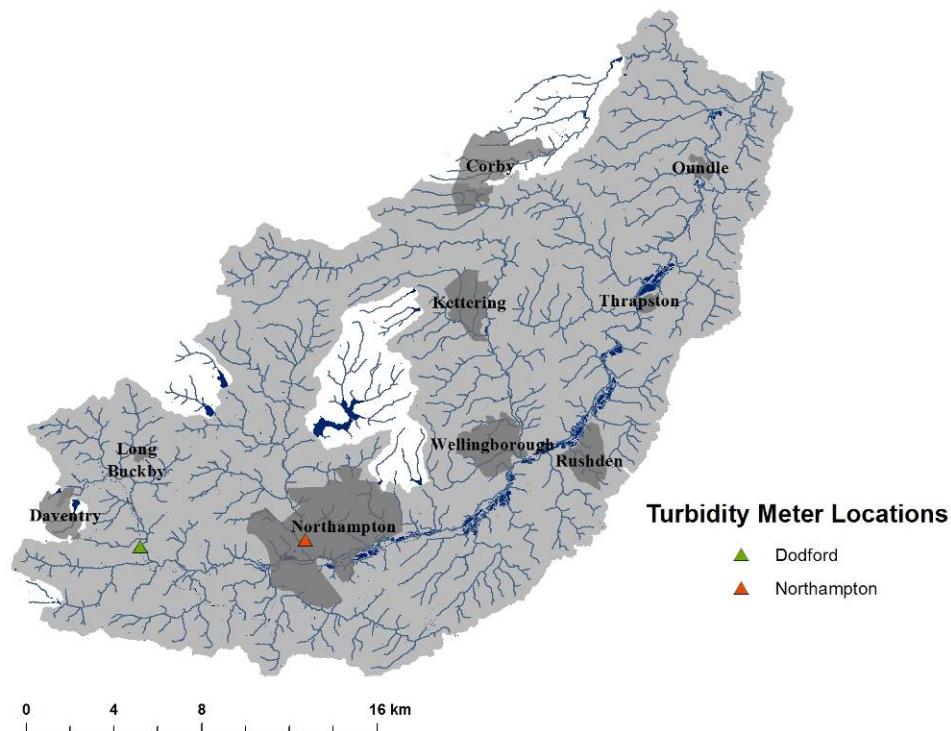 Corby
Oundle
Kettering
Thrapston
Long
Buckby
Wellingborough
Rushden
Daventry
Northampton
Turbidity Meter Locations
Dodford
Northampton
0 4 8 16 km